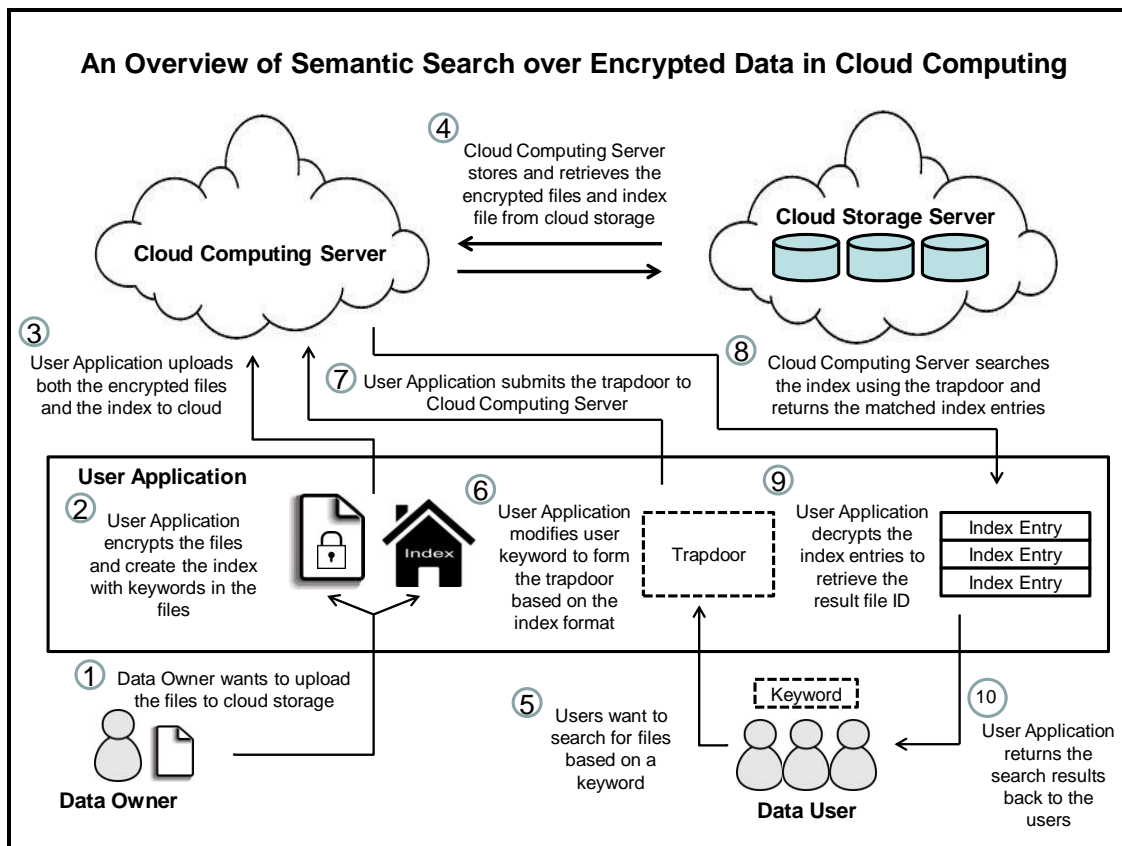 An Overview of Semantic Search over Encrypted Data in Cloud Computing
4
Cloud Computing Server
stores and retrieves the
encrypted files and index
file from cloud storage
Cloud Computing Server
Cloud Storage Server
3
User Application uploads
both the encrypted files
and the index to cloud
7
User Application submits the trapdoor to
Cloud Computing Server
8
Cloud Computing Server searches
the index using the trapdoor and
returns the matched index entries
User Application
2
User Application
encrypts the files
and create the index
with keywords in the
files
Index
6
User Application
modifies user
keyword to form
the trapdoor
based on the
index format
Trapdoor
9
User Application
decrypts the
index entries to
retrieve the
result file ID
Index Entry
Index Entry
Index Entry
1
Data Owner wants to upload
the files to cloud storage
Data Owner
5
Users want to
search for files
based on a
keyword
Keyword
Data User
10
User Application
returns the
search results
back to the
users